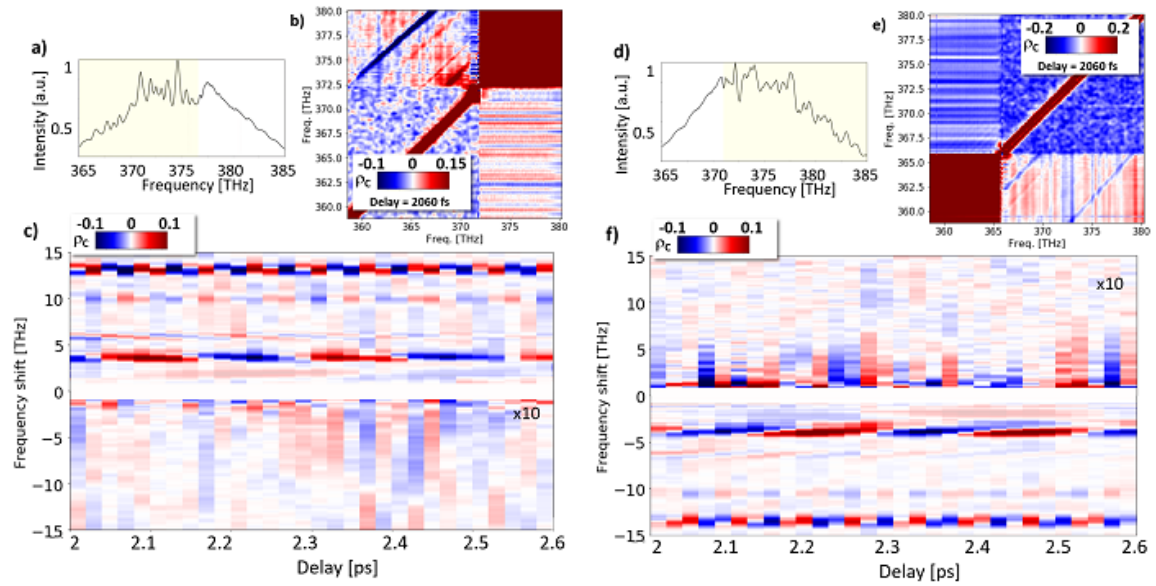 a)
1
0.5
Intensity [a.u.]
365 370 375 380 385
Frequency [THz]
b)
380.0
377.5
375.0
372.5
370.0
367.5
365.0
362.5
360.0
Freq. [THz]
-0.1 0 0.15
ρc
Delay = 2060 fs
360 365 370 375 380
Freq. [THz]
c)
-0.1 0 0.1
ρc
15
10
5
0
−5
−10
−15
Frequency shift [THz]
x10
2 2.1 2.2 2.3 2.4 2.5 2.6
Delay [ps]
d)
1
0.5
Intensity [a.u.]
365 370 375 380 385
Frequency [THz]
e)
380.0
377.5
375.0
372.5
370.0
367.5
365.0
362.5
360.0
Freq. [THz]
-0.2 0 0.2
ρc
Delay = 2060 fs
360 365 370 375 380
Freq. [THz]
f)
-0.1 0 0.1
ρc
15
10
5
0
−5
−10
−15
Frequency shift [THz]
x10
2 2.1 2.2 2.3 2.4 2.5 2.6
Delay [ps]